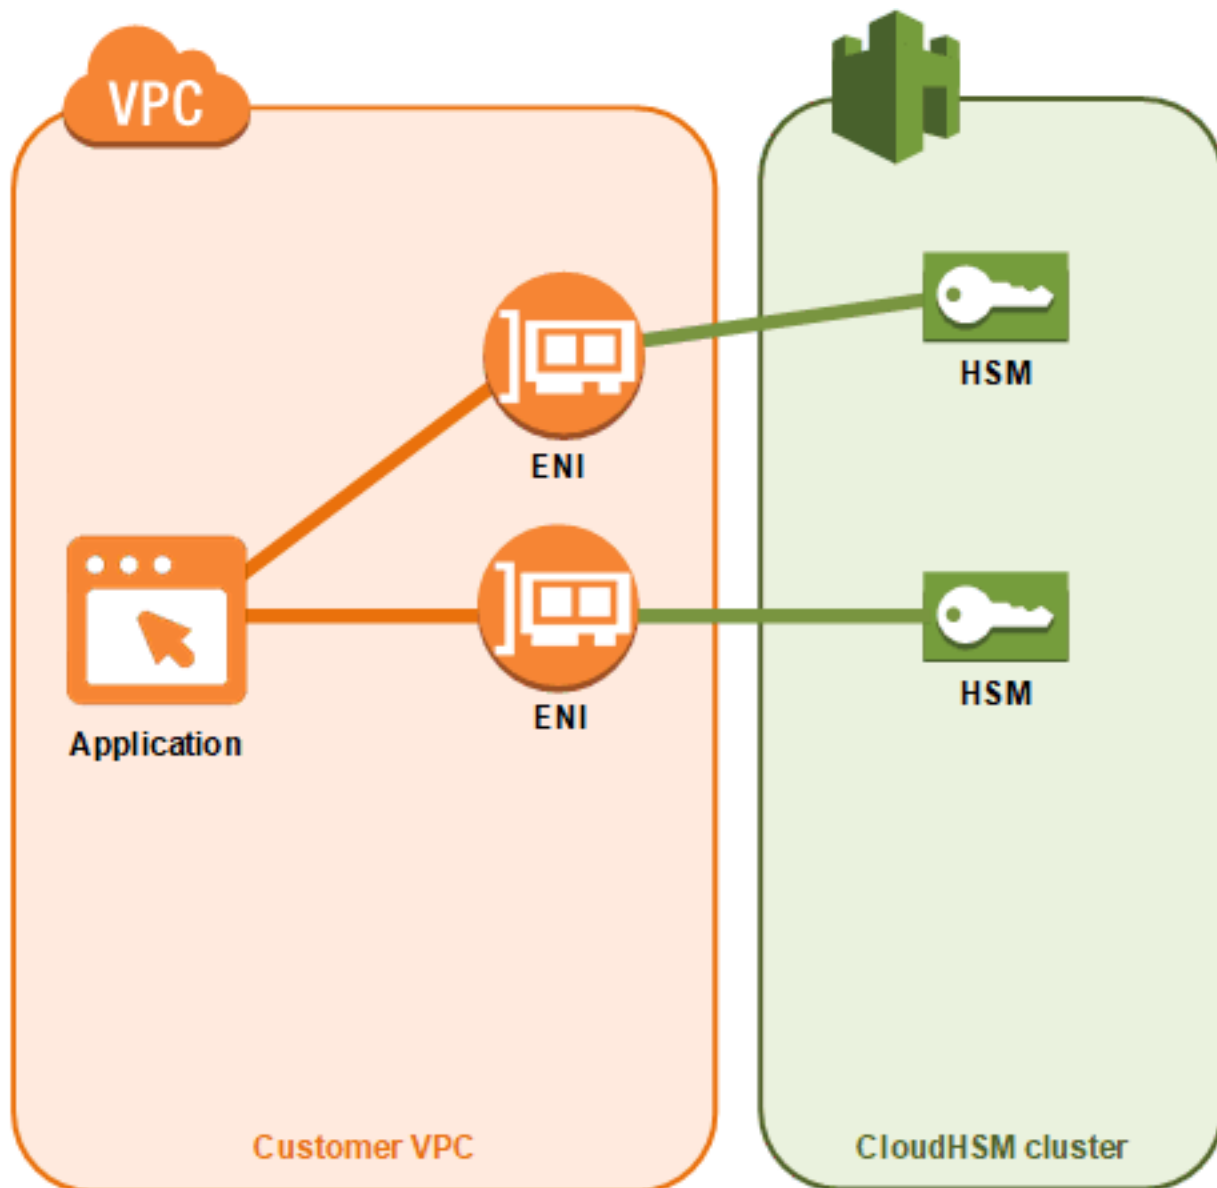 VPC
HSM
ENI
HSM
ENI
Application
Customer VPC
CloudHSM cluster